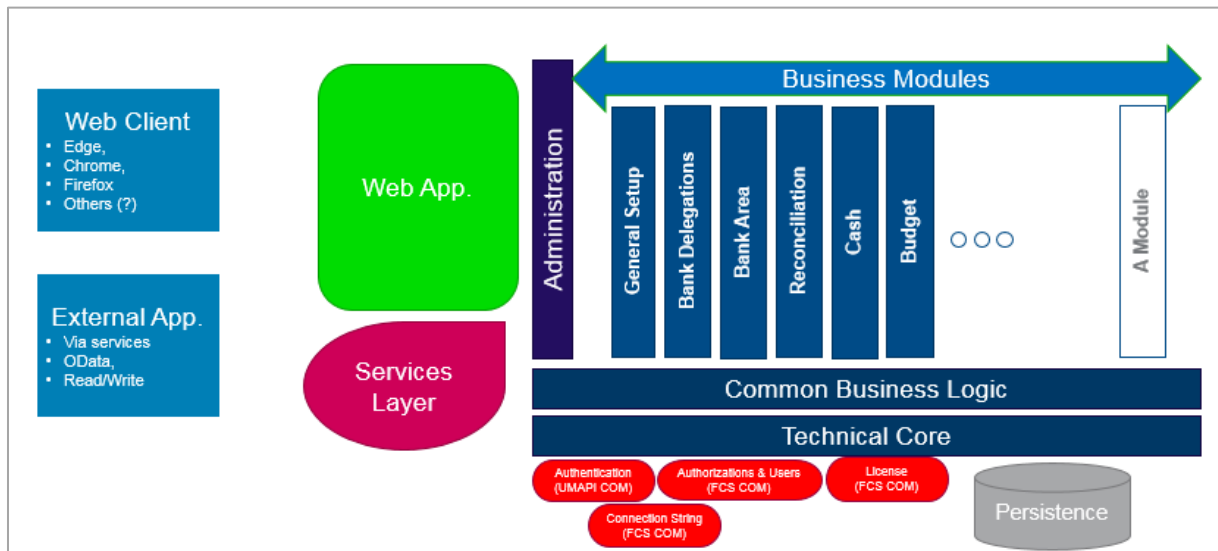 Business Modules
Web Client
• Edge,
• Chrome,
• Firefox
• Others (?)
External App.
• Via services
• OData,
• Read/Write
Web App.
Services
Layer
Administration
General Setup
Bank Delegations
Bank Area
Reconciliation
Cash
Budget
A Module
Common Business Logic
Technical Core
Authentication
(UMAPI COM)
Authorizations & Users
(FCS COM)
License
(FCS COM)
Connection String
(FCS COM)
Persistence